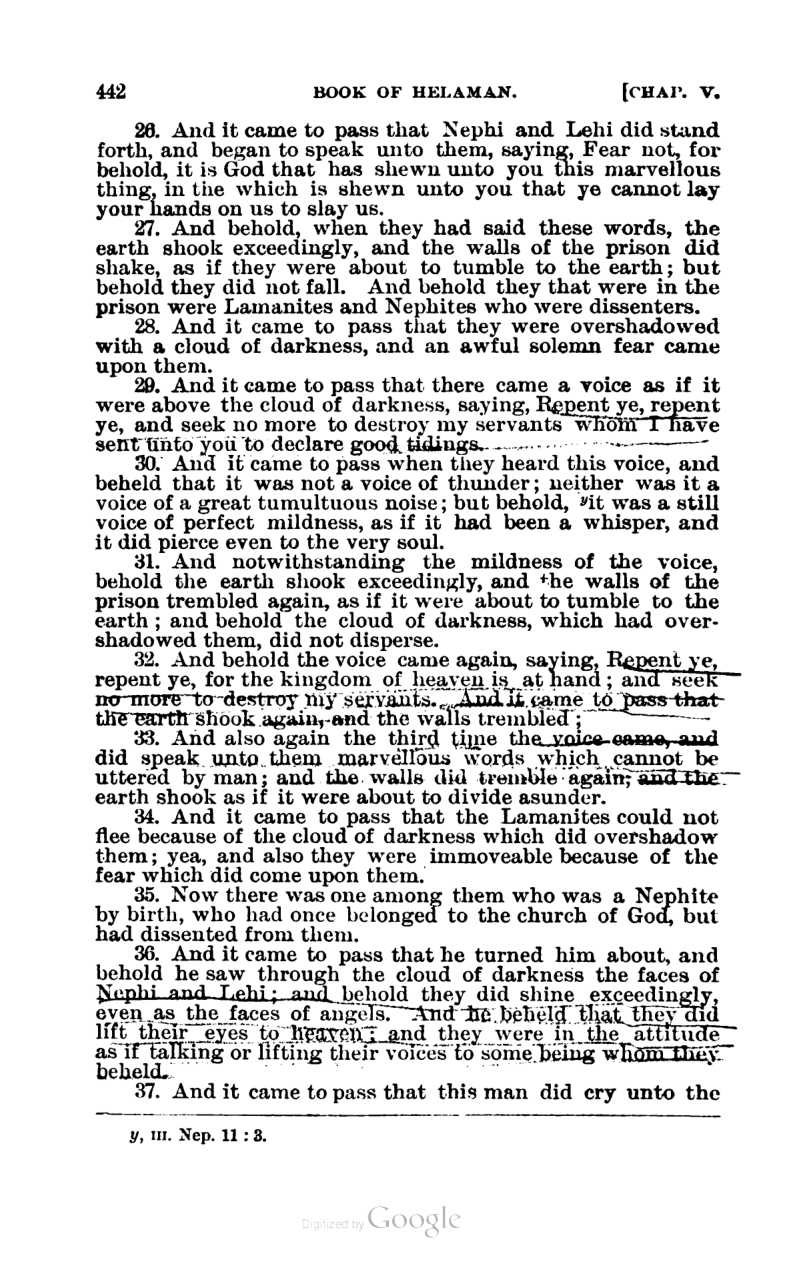 442 BOOK OF HELAMAN. [CHAP. V.
26. And it came to pass that Nephi and Lehi did stand
forth, and began to speak unto them, saying, Fear not, for
behold, it is God that has shewn unto you this marvellous
thing, in the which is shewn unto you that ye cannot lay
your hands on us to slay us.
27. And behold, when they had said these words, the
earth shook exceedingly, and the walls of the prison did
shake, as if they were about to tumble to the earth; but
behold they did not fall. And behold they that were in the
prison were Lamanites and Nephites who were dissenters.
28. And it came to pass that they were overshadowed
with a cloud of darkness, and an awful solemn fear came
upon them.
29. And it came to pass that there came a voice as if it
were above the cloud of darkness, saying, Repent ye, repent
ye, and seek no more to destroy my servants whom I have
sent unto you to declare good tidings.
30. And it came to pass when they heard this voice, and
beheld that it was not a voice of thunder; neither was it a
voice of a great tumultuous noise; but behold, yit was a still
voice of perfect mildness, as if it had been a whisper, and
it did pierce even to the very soul.
31. And notwithstanding the mildness of the voice,
behold the earth shook exceedingly, and the walls of the
prison trembled again, as if it were about to tumble to the
earth; and behold the cloud of darkness, which had over-
shadowed them, did not disperse.
32. And behold the voice came again, saying, Repent ye,
repent ye, for the kingdom of heaven is at hand; and seek
no more to destroy my servants. And it came to pass that
the earth shook again, and the walls trembled;
33. And also again the third time the voice came, and
did speak unto them marvellous words which cannot be
uttered by man; and the walls did tremble again; and the
earth shook as if it were about to divide asunder.
34. And it came to pass that the Lamanites could not
flee because of the cloud of darkness which did overshadow
them; yea, and also they were immoveable because of the
fear which did come upon them.
35. Now there was one among them who was a Nephite
by birth, who had once belonged to the church of God, but
had dissented from them.
36. And it came to pass that he turned him about, and
behold he saw through the cloud of darkness the faces of
Nephi and Lehi; and behold they did shine exceedingly,
even as the faces of angels. And he beheld that they did
lift their eyes to heaven; and they were in the attitude
as if talking or lifting their voices to some being whom they
beheld.
37. And it came to pass that this man did cry unto the
y, III. Nep. 11 : 3.
Digitized by Google